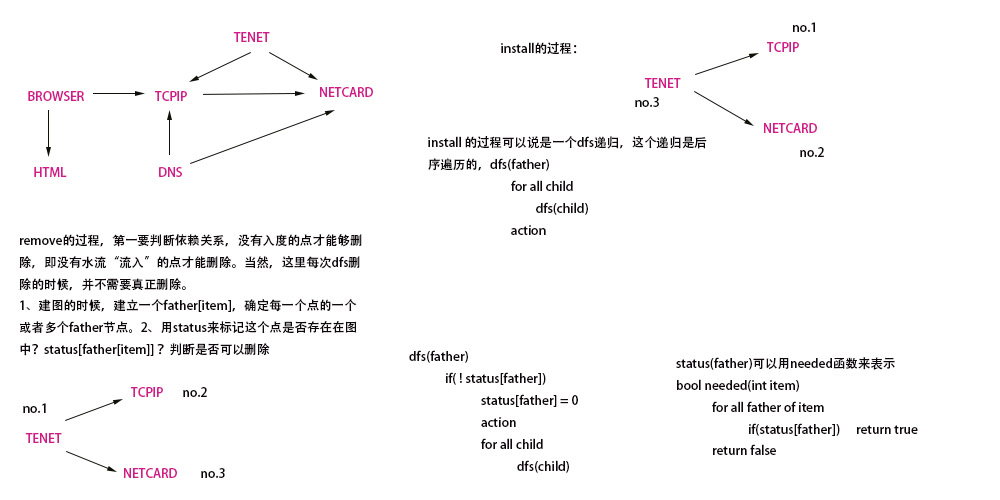 TENET
BROWSER
TCPIP
NETCARD
HTML
DNS
install的过程：
no.1
TCPIP
TENET
no.3
NETCARD
no.2
install 的过程可以说是一个dfs递归，这个递归是后
序遍历的，dfs(father)
for all child
dfs(child)
action
remove的过程，第一要判断依赖关系，没有入度的点才能够删
除，即没有水流“流入”的点才能删除。当然，这里每次dfs删
除的时候，并不需要真正删除。
1、建图的时候，建立一个father[item]，确定每一个点的一个
或者多个father节点。2、用status来标记这个点是否存在在图
中？status[father[item]]？判断是否可以删除
TCPIP no.2
no.1
TENET
NETCARD no.3
dfs(father)
if( ! status[father])
status[father] = 0
action
for all child
dfs(child)
status(father)可以用needed函数来表示
bool needed(int item)
for all father of item
if(status[father]) return true
return false